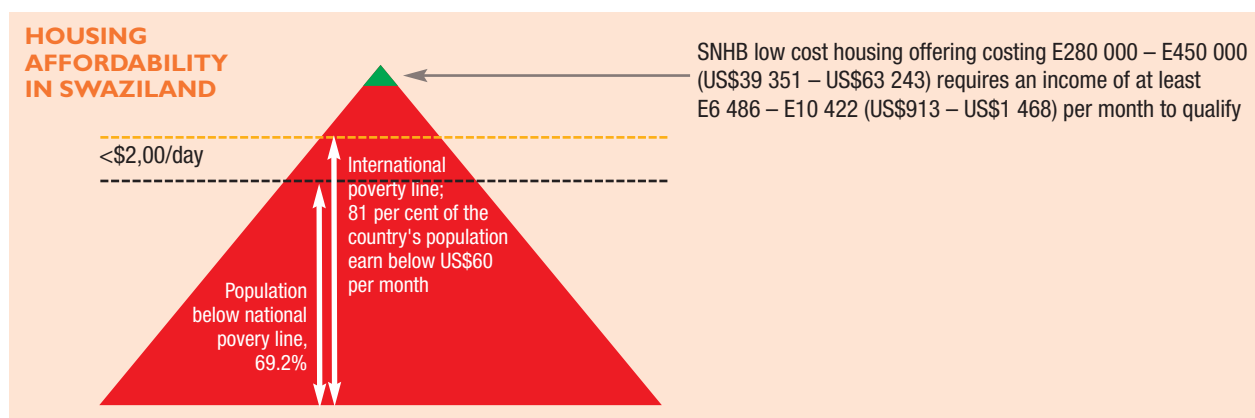 HOUSING
AFFORDABILITY
IN SWAZILAND
SNHB low cost housing offering costing E280 000 – E450 000
(US$39 351 – US$63 243) requires an income of at least
E6 486 – E10 422 (US$913 – US$1 468) per month to qualify
<$2,00/day
International
poverty line;
81 per cent of the
country's population
earn below US$60
per month
Population
below national
povery line,
69.2%